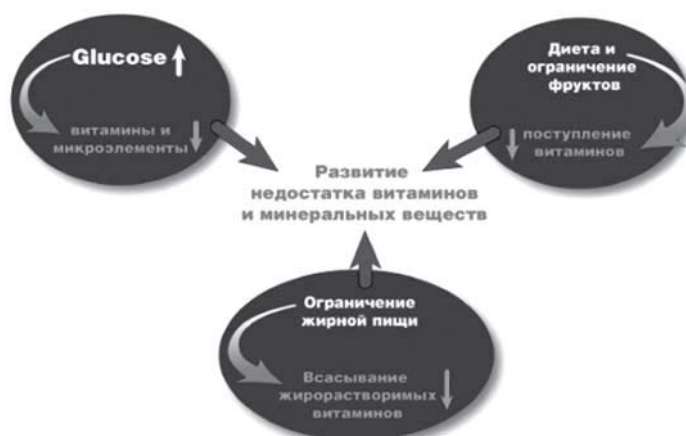 Glucose
витамины и
микроэлементы
Диета и
ограничение
фруктов
поступление
витаминов
Развитие
недостатка витаминов
и минеральных веществ
Ограничение
жирной пищи
Всасывание
жирорастворимых
витаминов